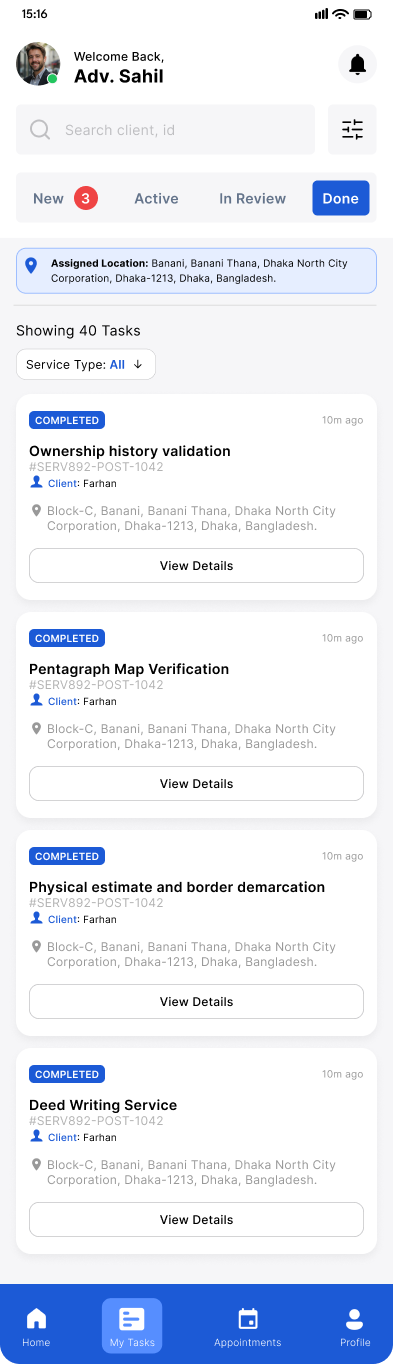 15:16
Welcome Back,
Adv. Sahil
Search client, id
New 3 Active In Review Done
Assigned Location: Banani, Banani Thana, Dhaka North City
Corporation, Dhaka-1213, Dhaka, Bangladesh.
Showing 40 Tasks
Service Type: All ↓
COMPLETED 10m ago
Ownership history validation
#SERV892-POST-1042
Client: Farhan
Block-C, Banani, Banani Thana, Dhaka North City
Corporation, Dhaka-1213, Dhaka, Bangladesh.
View Details
COMPLETED 10m ago
Pentagraph Map Verification
#SERV892-POST-1042
Client: Farhan
Block-C, Banani, Banani Thana, Dhaka North City
Corporation, Dhaka-1213, Dhaka, Bangladesh.
View Details
COMPLETED 10m ago
Physical estimate and border demarcation
#SERV892-POST-1042
Client: Farhan
Block-C, Banani, Banani Thana, Dhaka North City
Corporation, Dhaka-1213, Dhaka, Bangladesh.
View Details
COMPLETED 10m ago
Deed Writing Service
#SERV892-POST-1042
Client: Farhan
Block-C, Banani, Banani Thana, Dhaka North City
Corporation, Dhaka-1213, Dhaka, Bangladesh.
View Details
Home My Tasks Appointments Profile